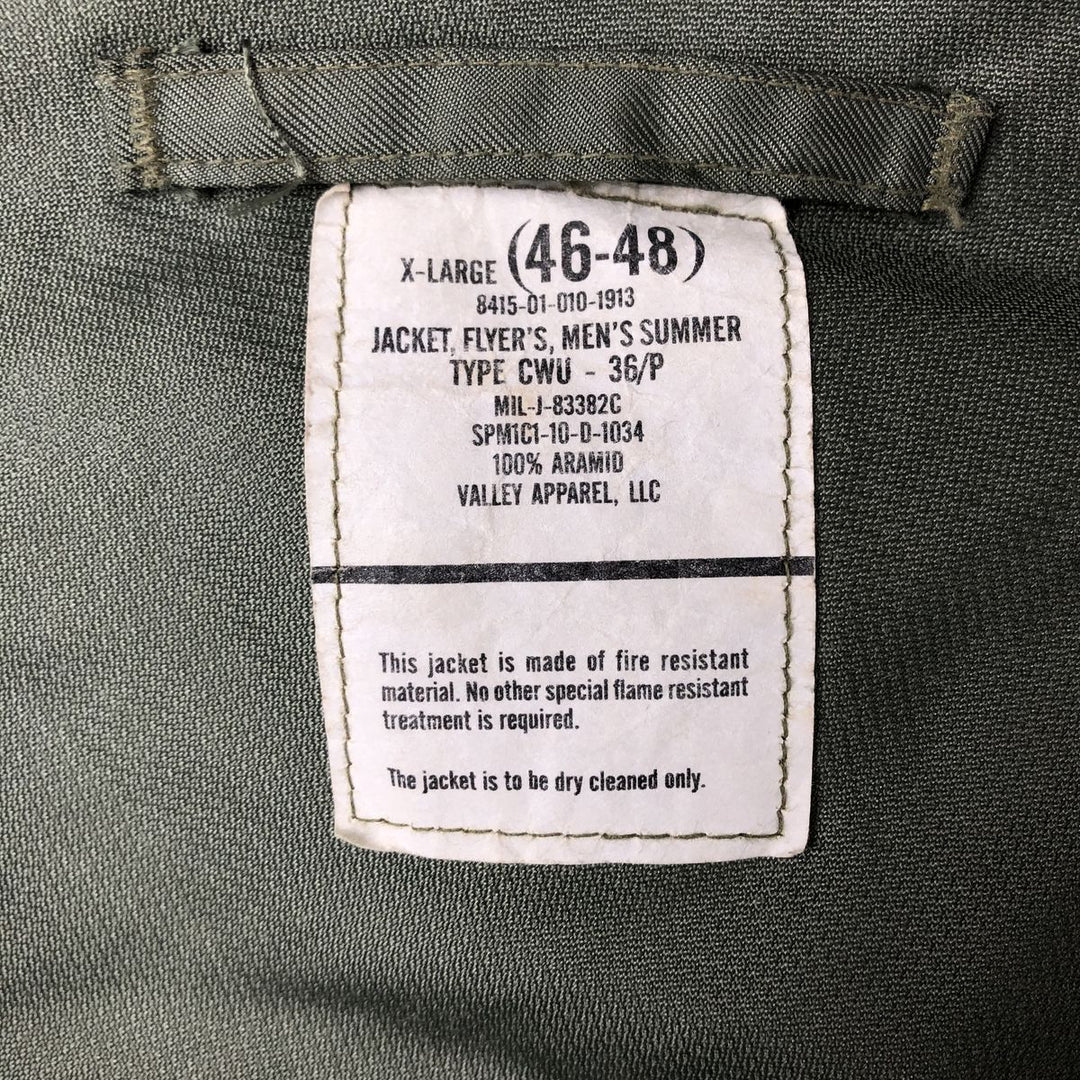 X-LARGE (46-48)
8415-01-010-1913
JACKET, FLYER'S, MEN'S SUMMER
TYPE CWU - 36/P
MIL-J-83382C
SPM1C1-10-D-1034
100% ARAMID
VALLEY APPAREL, LLC
This jacket is made of fire resistant
material. No other special flame resistant
treatment is required.
The jacket is to be dry cleaned only.